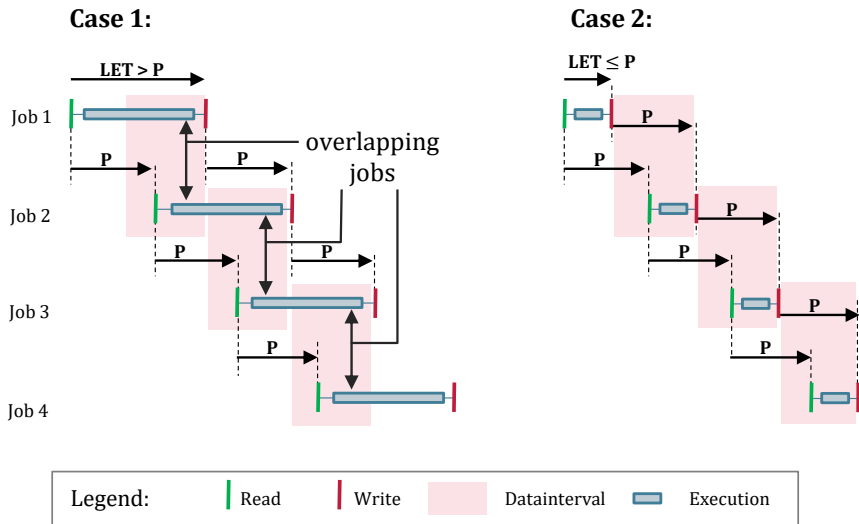 Case 1:
Case 2:
LET > P
LET ≤ P
Job 1
P
overlapping
jobs
P
P
P
Job 2
P
P
P
P
Job 3
P
P
P
Job 4
Legend:
Read
Write
Datainterval
Execution